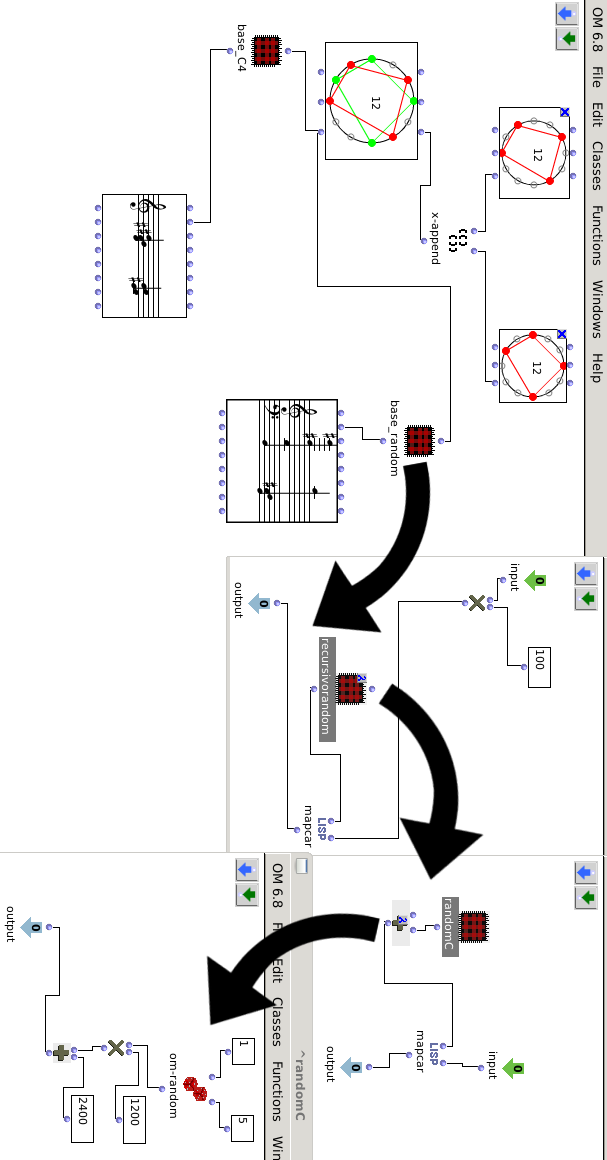 OM 6.8 File Edit Classes Functions Windows Help
12
12
x-append
12
base_C4
base_random
input
100
recursivorandom
LISP
mapcar
0
output
0
randomC
input
0
LISP
mapcar
output
0
^randomC
OM 6.8 F Edit Classes Functions Win
1
5
om-random
1200
2400
output
0